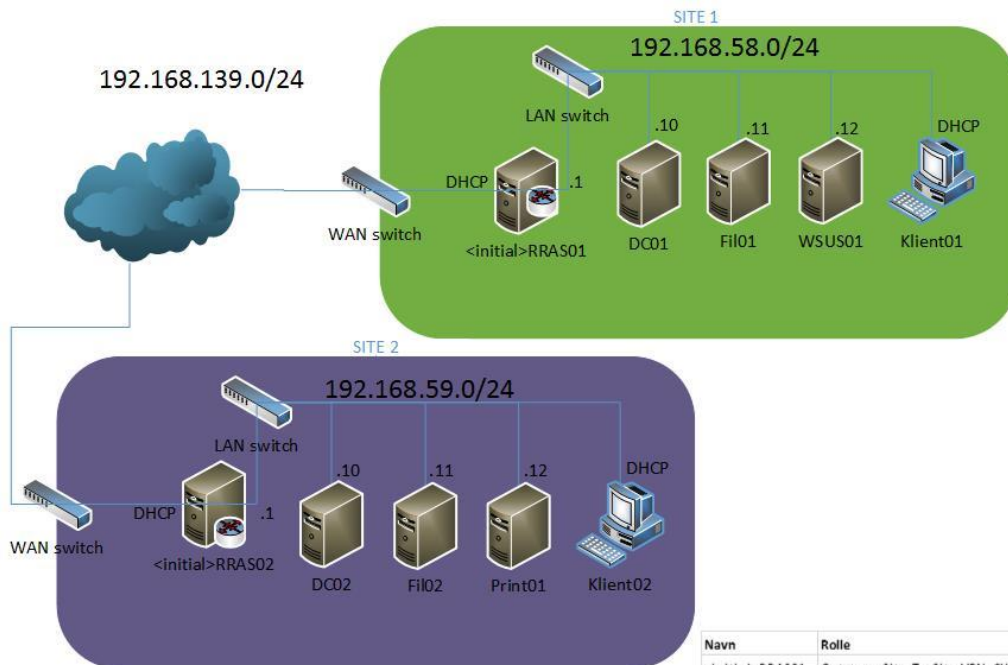 SITE 1
192.168.58.0/24
192.168.139.0/24
LAN switch
.10
.11
.12
DHCP
DHCP
.1
WAN switch
<initial>RRAS01
DC01
Fil01
WSUS01
Klient01
SITE 2
192.168.59.0/24
LAN switch
.10
.11
.12
DHCP
DHCP
.1
WAN switch
<initial>RRAS02
DC02
Fil02
Print01
Klient02
Navn Rolle